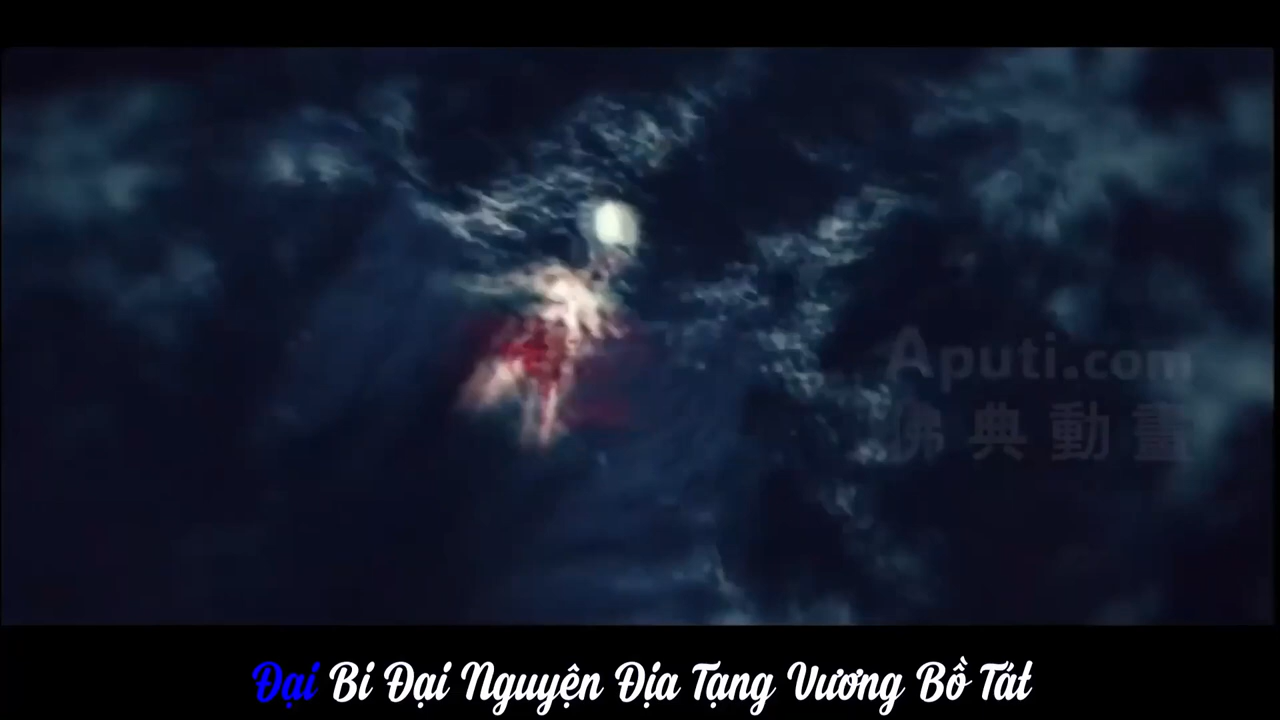 Aputi.com
佛典動畫
Đại Bi Đại Nguyện Địa Tạng Vương Bồ Tát